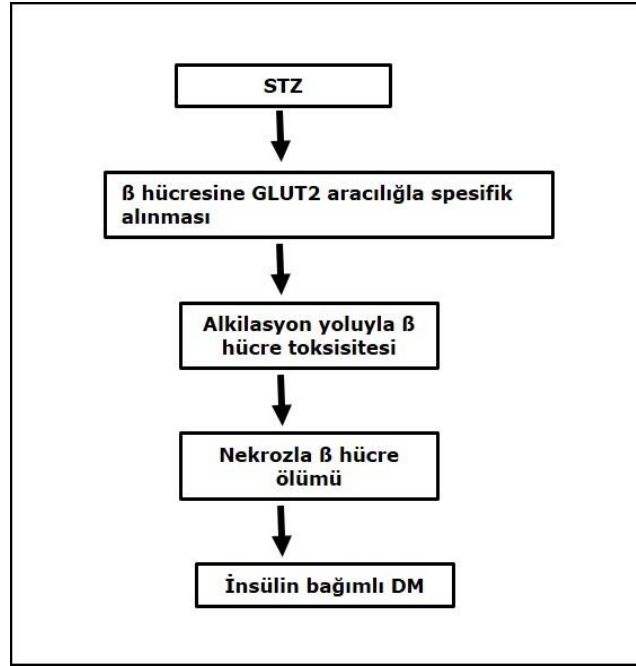 STZ
ß hücresine GLUT2 aracılığla spesifik
alınması
Alkilasyon yoluyla ß
hücre toksisitesi
Nekrozla ß hücre
ölümü
İnsülin bağımlı DM